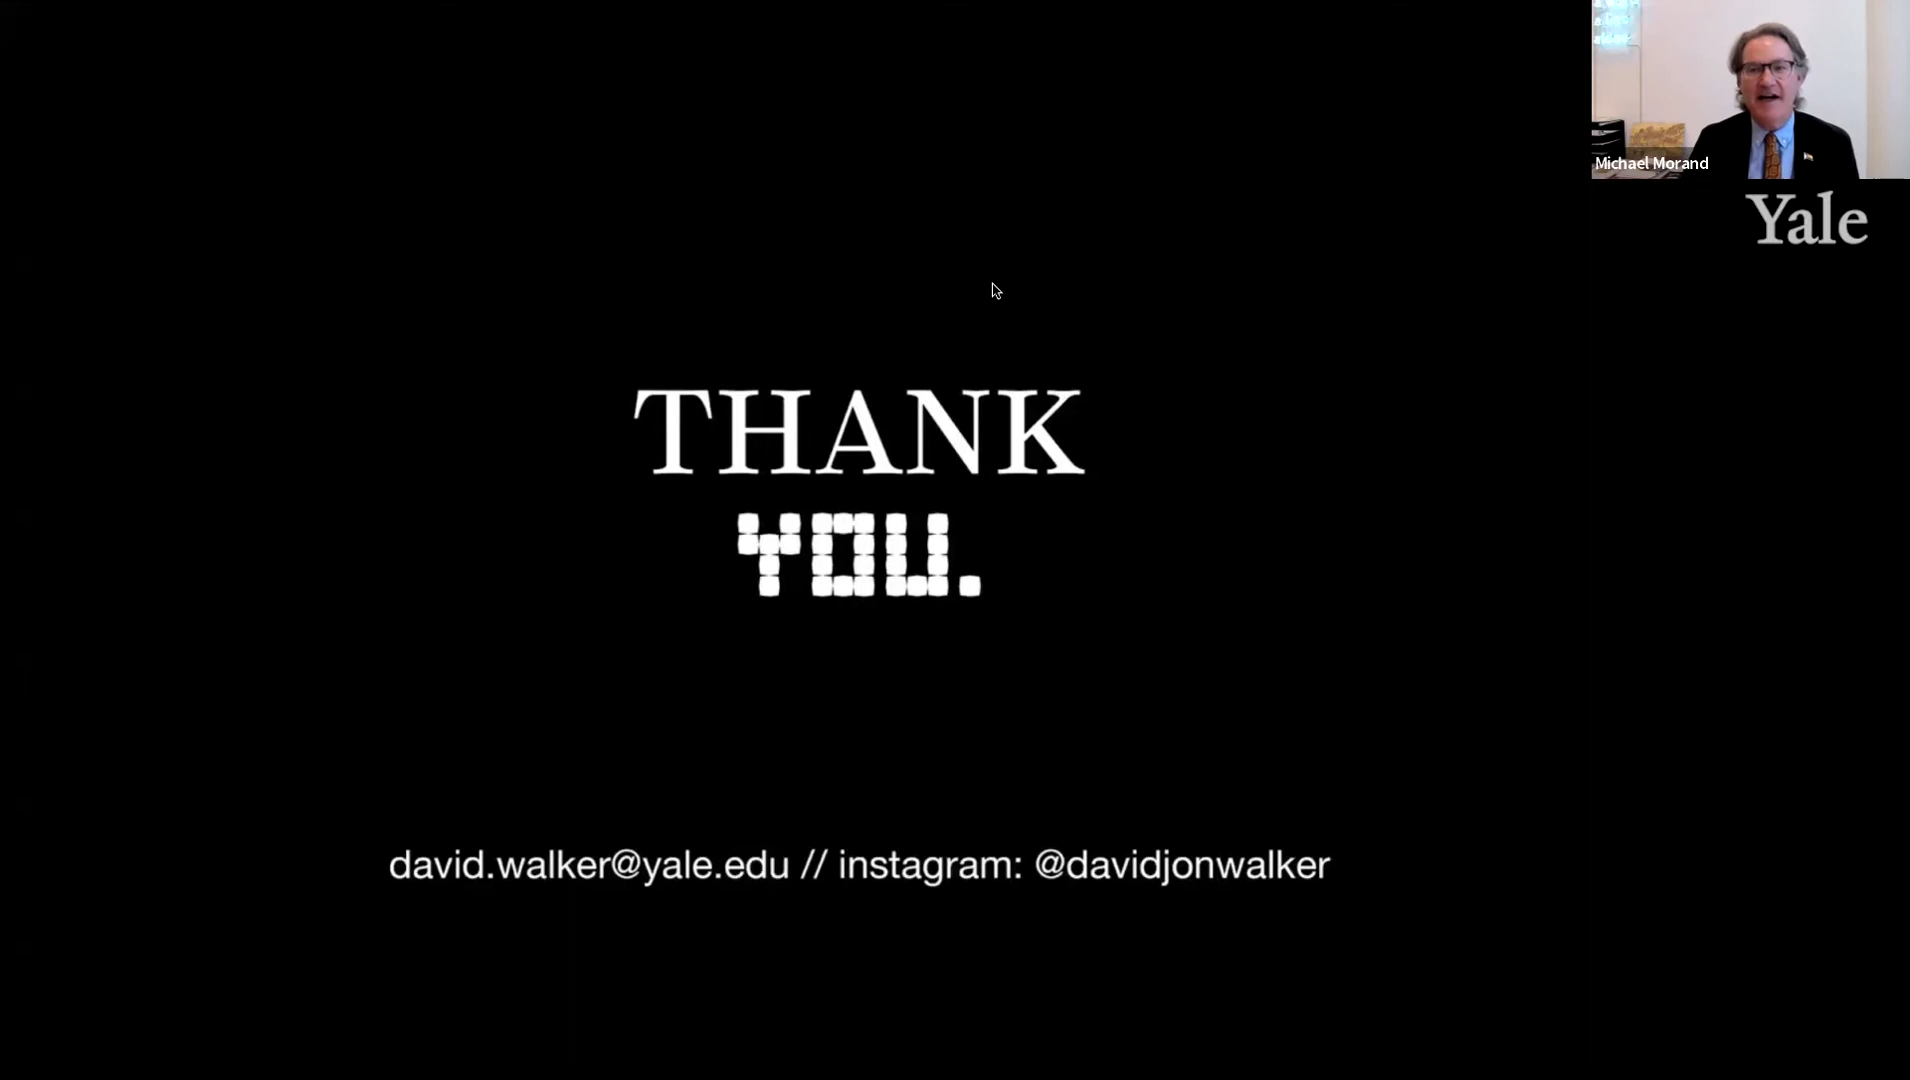 Michael Morand
Yale
THANK
YOU.
david.walker@yale.edu // instagram: @davidjonwalker